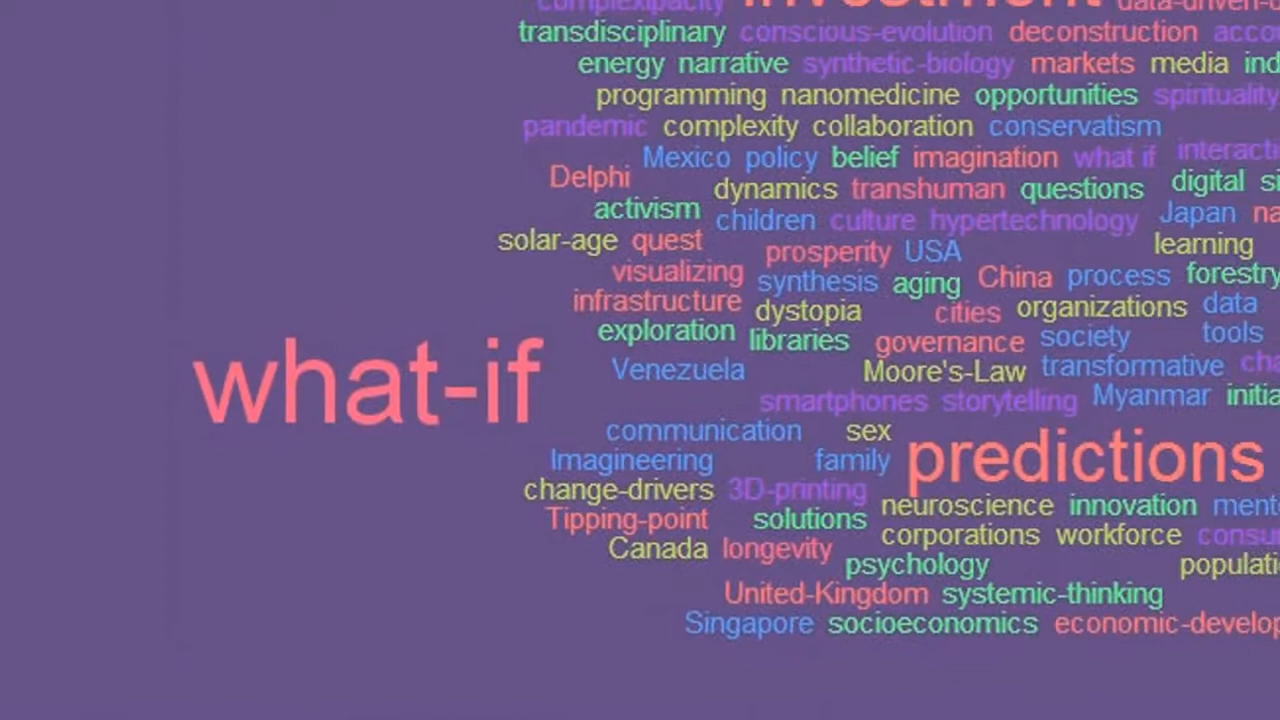 complexipacity investment
transdisciplinary conscious-evolution deconstruction
energy narrative synthetic-biology markets media
programming nanomedicine opportunities spirituality
pandemic complexity collaboration conservatism
Mexico policy belief imagination what if
Delphi dynamics transhuman questions digital
activism children culture hypertechnology Japan
solar-age quest prosperity USA learning
visualizing synthesis aging China process forestry
infrastructure dystopia cities organizations data
exploration libraries governance society tools
what-if Venezuela Moore's-Law transformative
smartphones storytelling Myanmar
communication sex
Imagineering family predictions
change-drivers 3D-printing neuroscience innovation
Tipping-point solutions corporations workforce
Canada longevity psychology
United-Kingdom systemic-thinking
Singapore socioeconomics